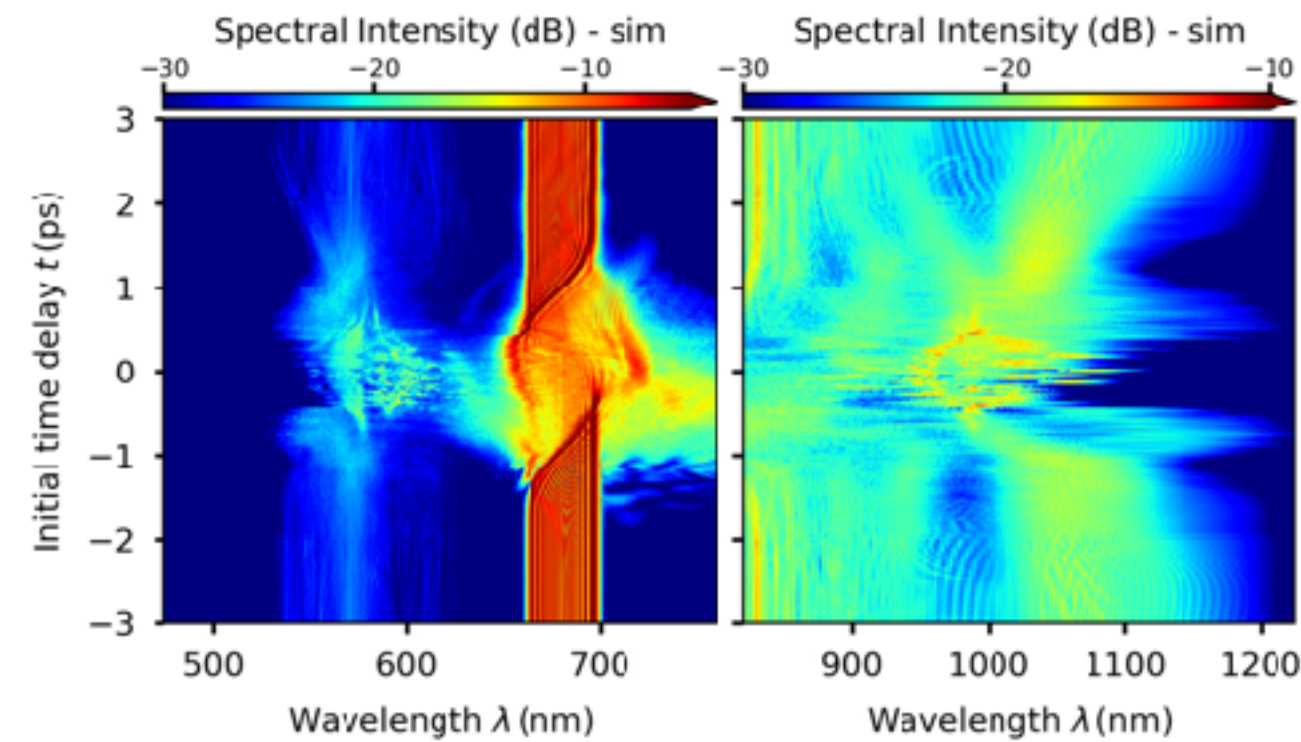 Spectral Intensity (dB) - sim
Spectral Intensity (dB) - sim
−30 −20 −10
−30 −20 −10
Initial time delay t (ps)
3
2
1
0
−1
−2
−3
500 600 700
900 1000 1100 1200
Wavelength λ (nm)
Wavelength λ (nm)